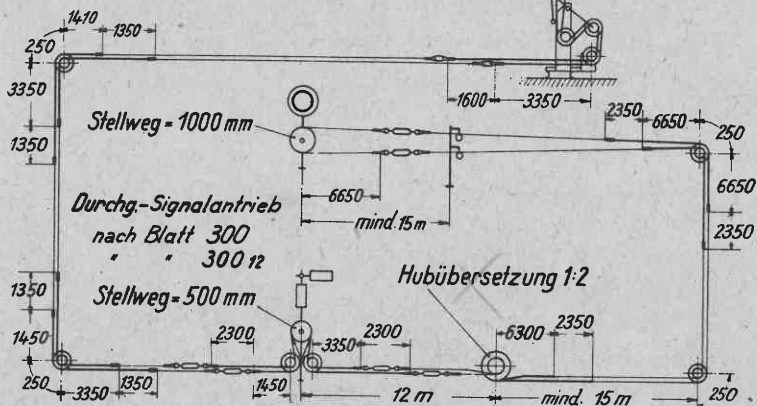 1410
250
1350
3350
1350
1600
3350
2350
6650
250
Stellweg = 1000 mm
6650
mind. 15 m
6650
2350
Durchg.-Signalantrieb
nach Blatt 300
" " 300 12
Stellweg = 500 mm
Hubübersetzung 1:2
1350
1450
2300
3350
2300
6300
2350
250
3350
1350
1450
12 m
mind. 15 m
250